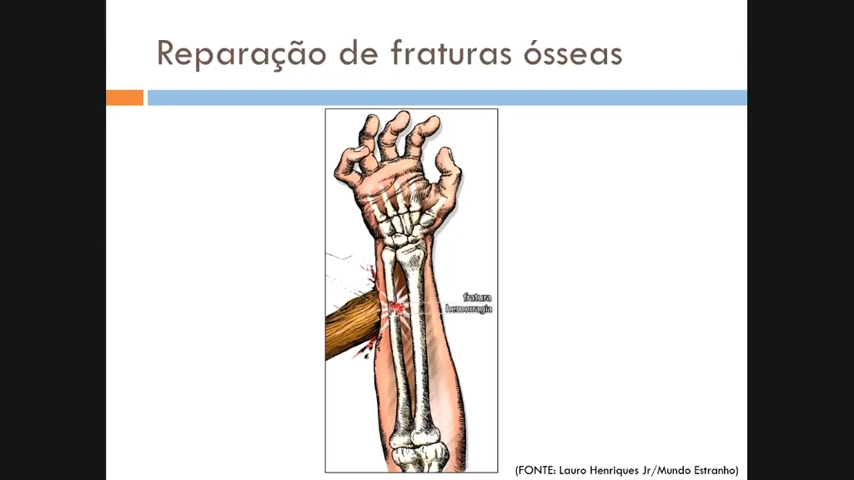 Reparação de fraturas ósseas
fratura
hemorragia
(FONTE: Lauro Henriques Jr/Mundo Estranho)